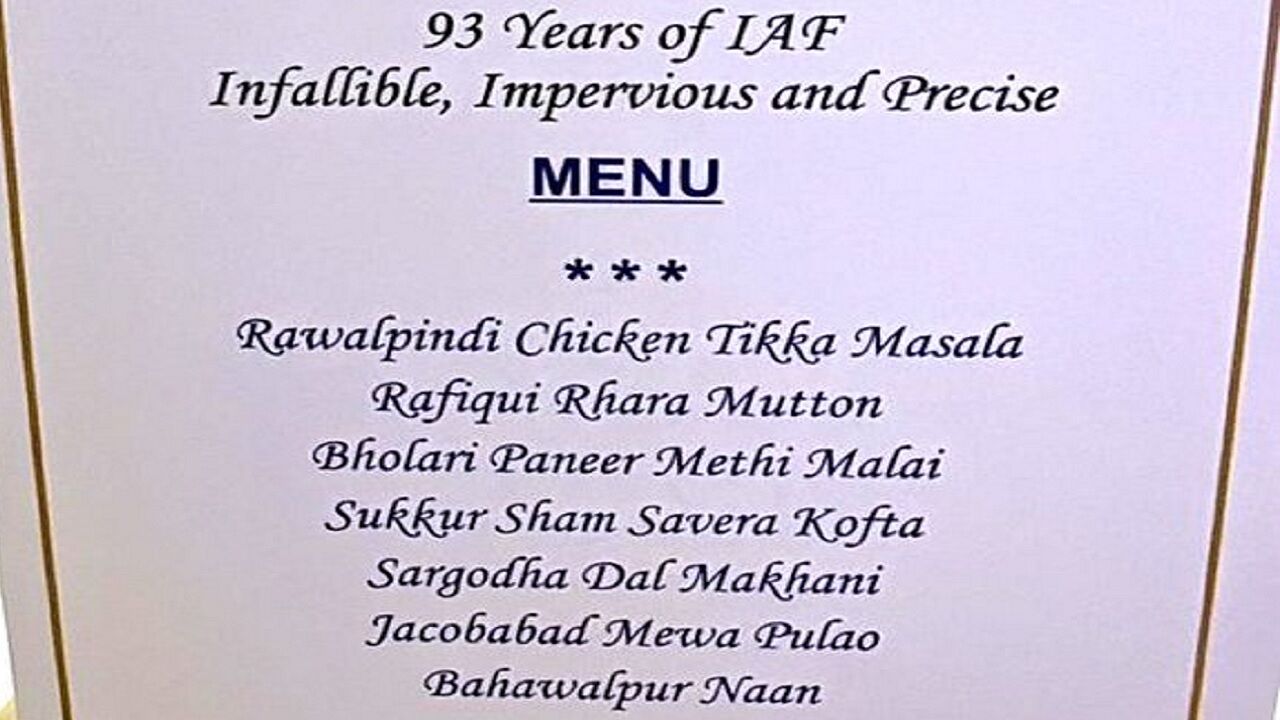 93 Years of IAF
Infallible, Impervious and Precise
MENU
* * *
Rawalpindi Chicken Tikka Masala
Rafiqui Rhara Mutton
Bholari Paneer Methi Malai
Sukkur Sham Savera Kofta
Sargodha Dal Makhani
Jacobabad Mewa Pulao
Bahawalpur Naan